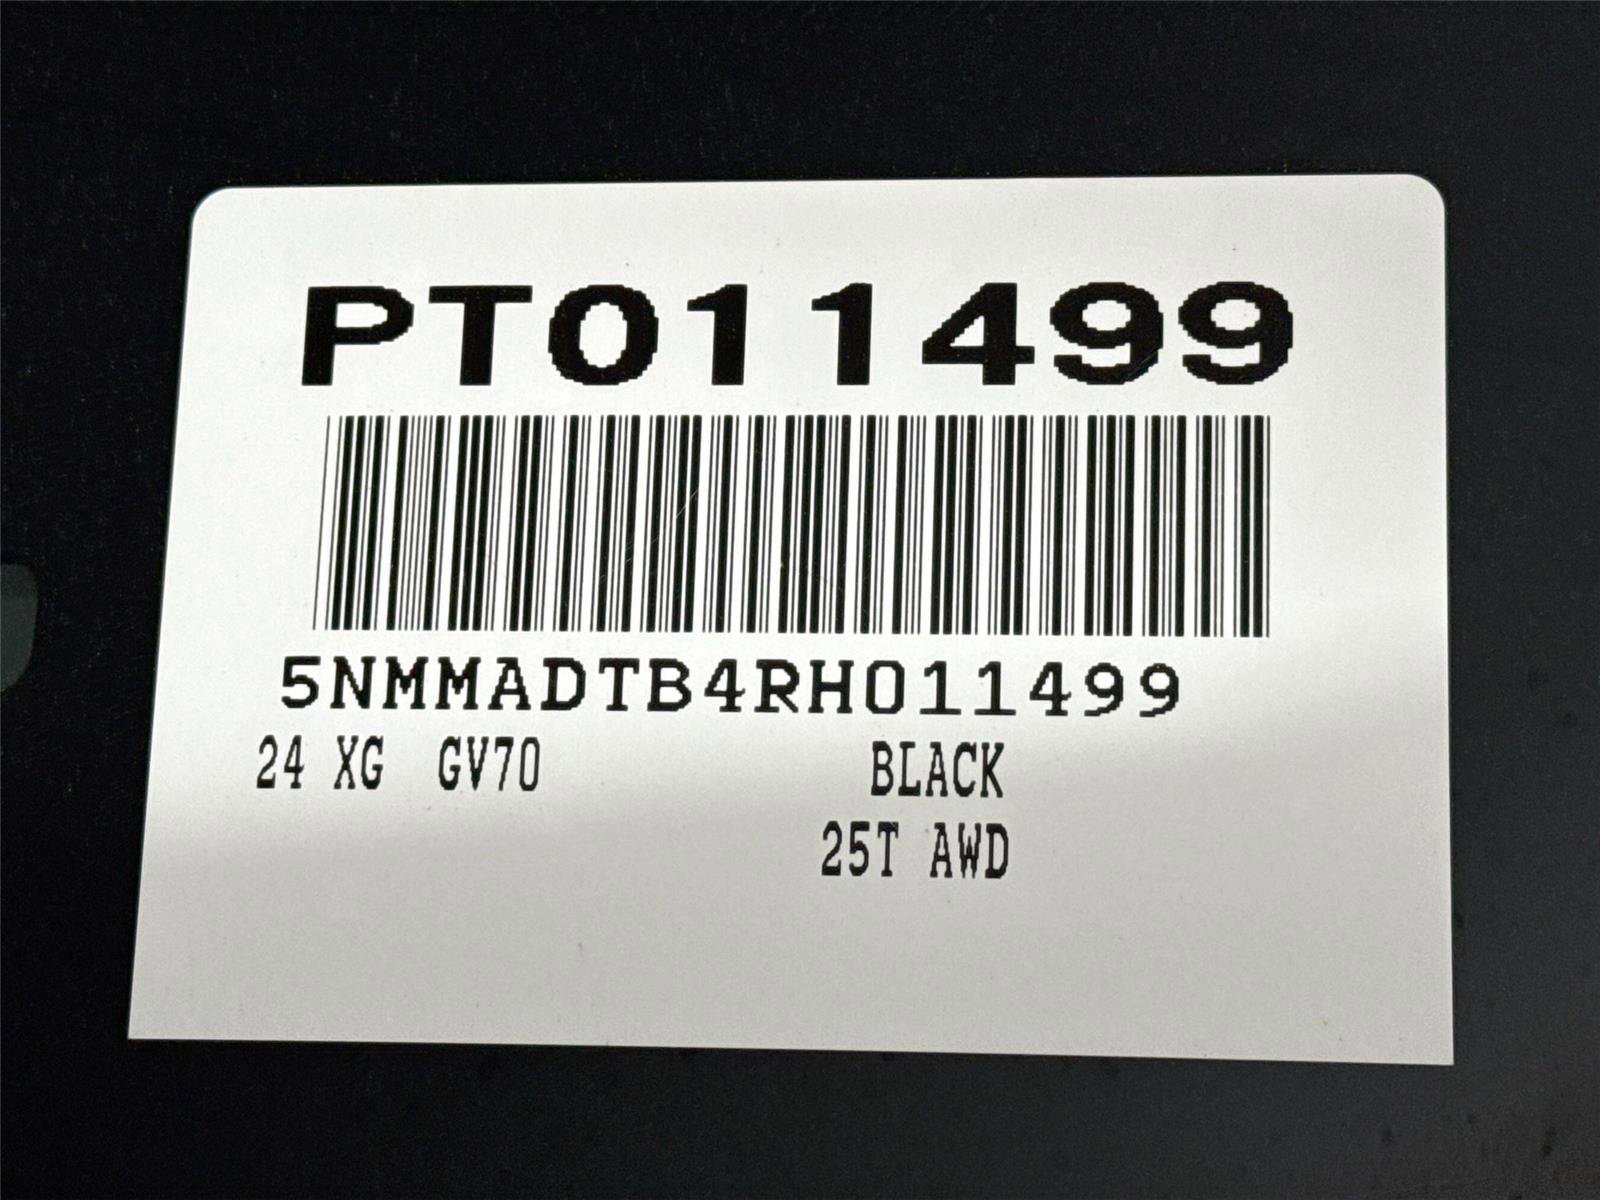 PT011499
5NMMADTB4RH011499
24 XG GV70 BLACK
25T AWD